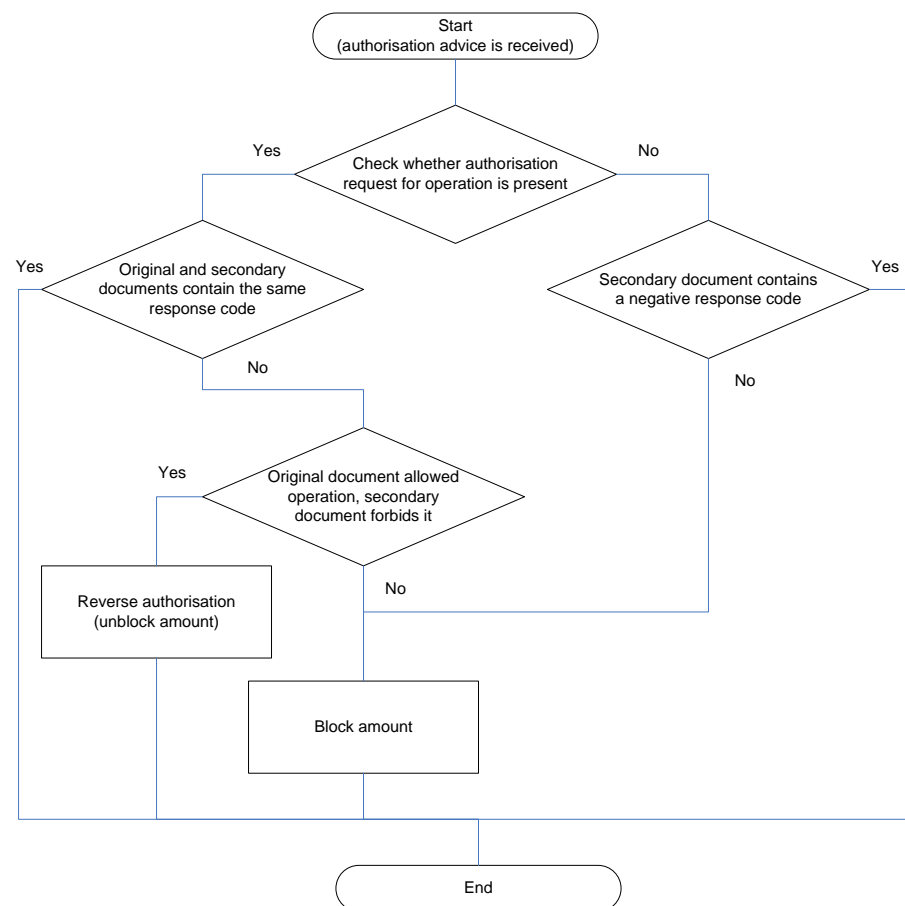 Start
(authorisation advice is received)
Yes
No
Check whether authorisation
request for operation is present
Yes
Original and secondary
documents contain the same
response code
Secondary document contains
a negative response code
Yes
No
No
Yes
Original document allowed
operation, secondary
document forbids it
No
Reverse authorisation
(unblock amount)
Block amount
End